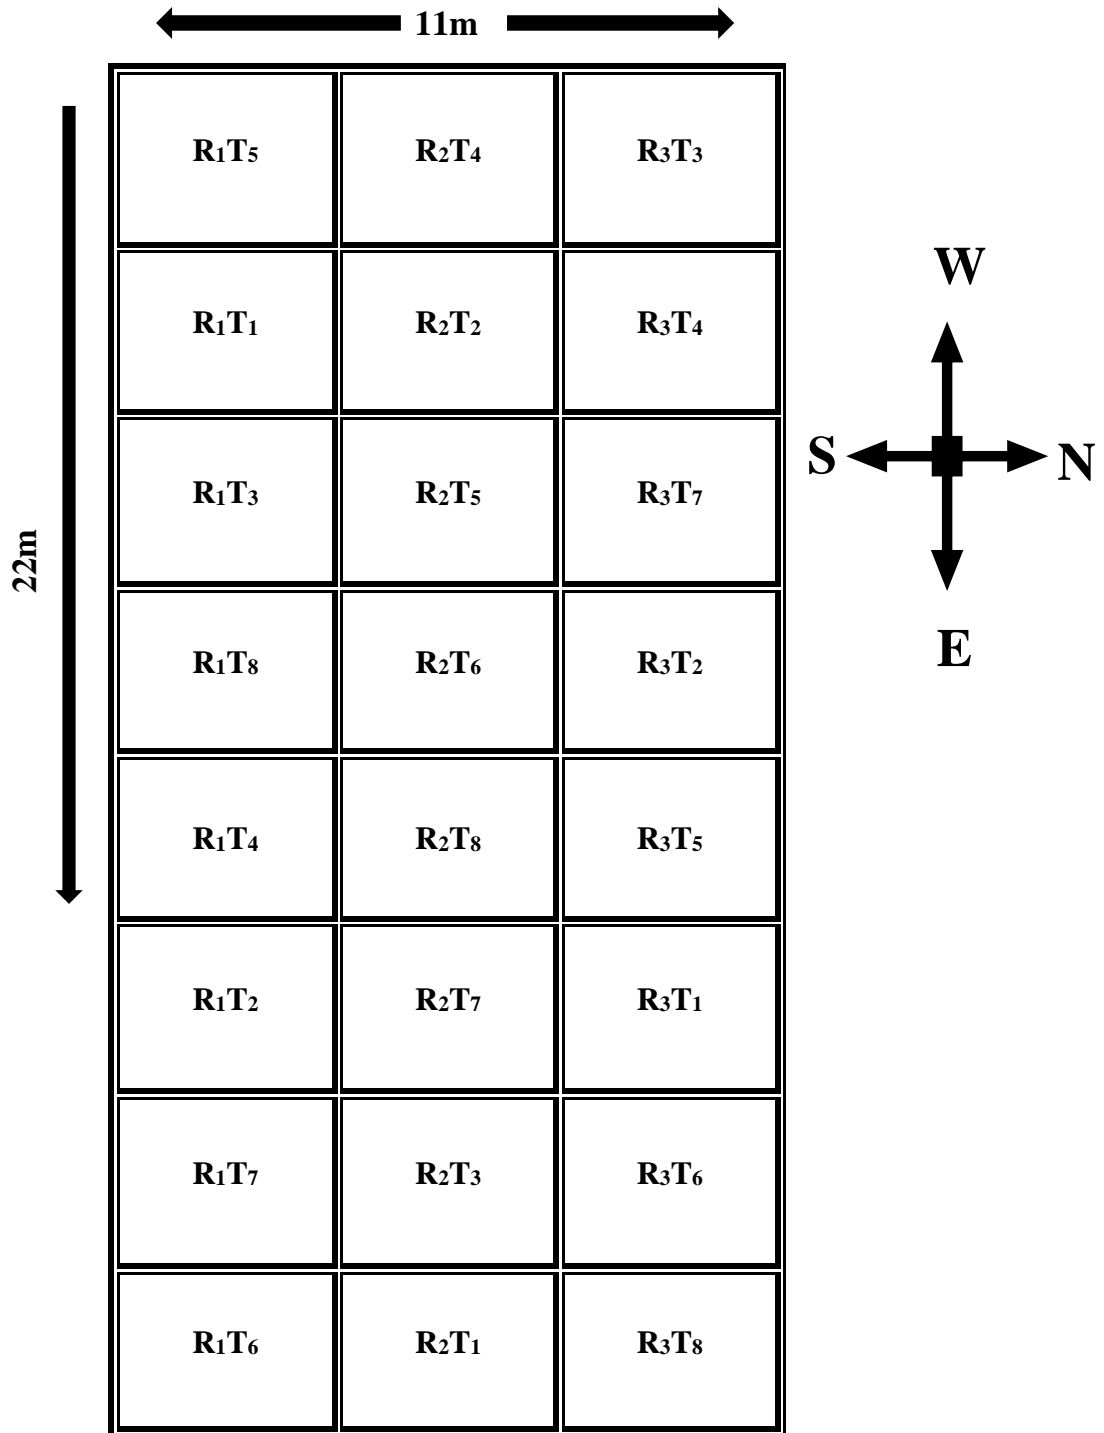 11m
R₁T₅ R₂T₄ R₃T₃
R₁T₁ R₂T₂ R₃T₄
R₁T₃ R₂T₅ R₃T₇
R₁T₈ R₂T₆ R₃T₂
R₁T₄ R₂T₈ R₃T₅
R₁T₂ R₂T₇ R₃T₁
R₁T₇ R₂T₃ R₃T₆
R₁T₆ R₂T₁ R₃T₈
22m
W
S N
E